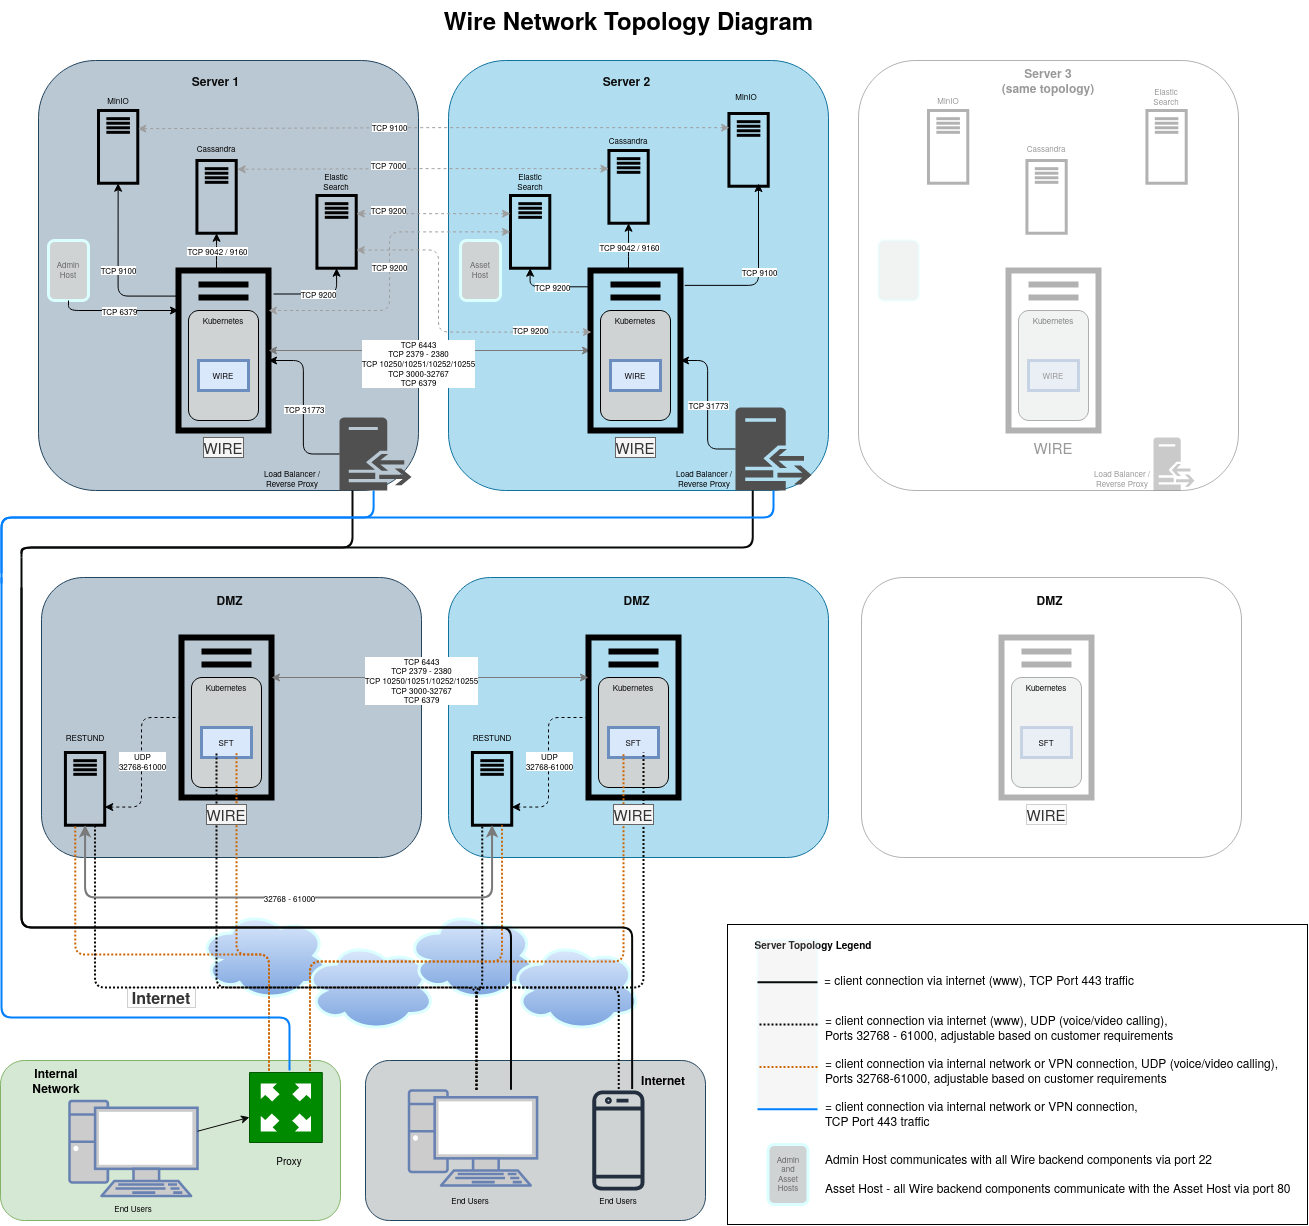 Wire Network Topology Diagram
Server 1
MinIO
Cassandra
Elastic
Search
Admin
Host
TCP 9100
TCP 9042 / 9160
TCP 9200
TCP 6379
Kubernetes
WIRE
WIRE
TCP 31773
Load Balancer /
Reverse Proxy
TCP 9100
TCP 7000
TCP 9200
TCP 9200
TCP 9200
TCP 6443
TCP 2379 - 2380
TCP 10250/10251/10252/10255
TCP 3000-32767
TCP 6379
Server 2
MinIO
Cassandra
Elastic
Search
Asset
Host
TCP 9042 / 9160
TCP 9100
TCP 9200
Kubernetes
WIRE
WIRE
TCP 31773
Load Balancer /
Reverse Proxy
Server 3
(same topology)
MinIO
Elastic
Search
Cassandra
Kubernetes
WIRE
WIRE
Load Balancer /
Reverse Proxy
DMZ
Kubernetes
SFT
WIRE
RESTUND
UDP
32768-61000
TCP 6443
TCP 2379 - 2380
TCP 10250/10251/10252/10255
TCP 3000-32767
TCP 6379
DMZ
Kubernetes
SFT
WIRE
RESTUND
UDP
32768-61000
DMZ
Kubernetes
SFT
WIRE
32768 - 61000
Internet
Internal
Network
Proxy
End Users
Internet
End Users
End Users
Server Topology Legend
= client connection via internet (www), TCP Port 443 traffic
= client connection via internet (www), UDP (voice/video calling),
Ports 32768 - 61000, adjustable based on customer requirements
= client connection via internal network or VPN connection, UDP (voice/video calling),
Ports 32768-61000, adjustable based on customer requirements
= client connection via internal network or VPN connection,
TCP Port 443 traffic
Admin
and
Asset
Hosts
Admin Host communicates with all Wire backend components via port 22
Asset Host - all Wire backend components communicate with the Asset Host via port 80